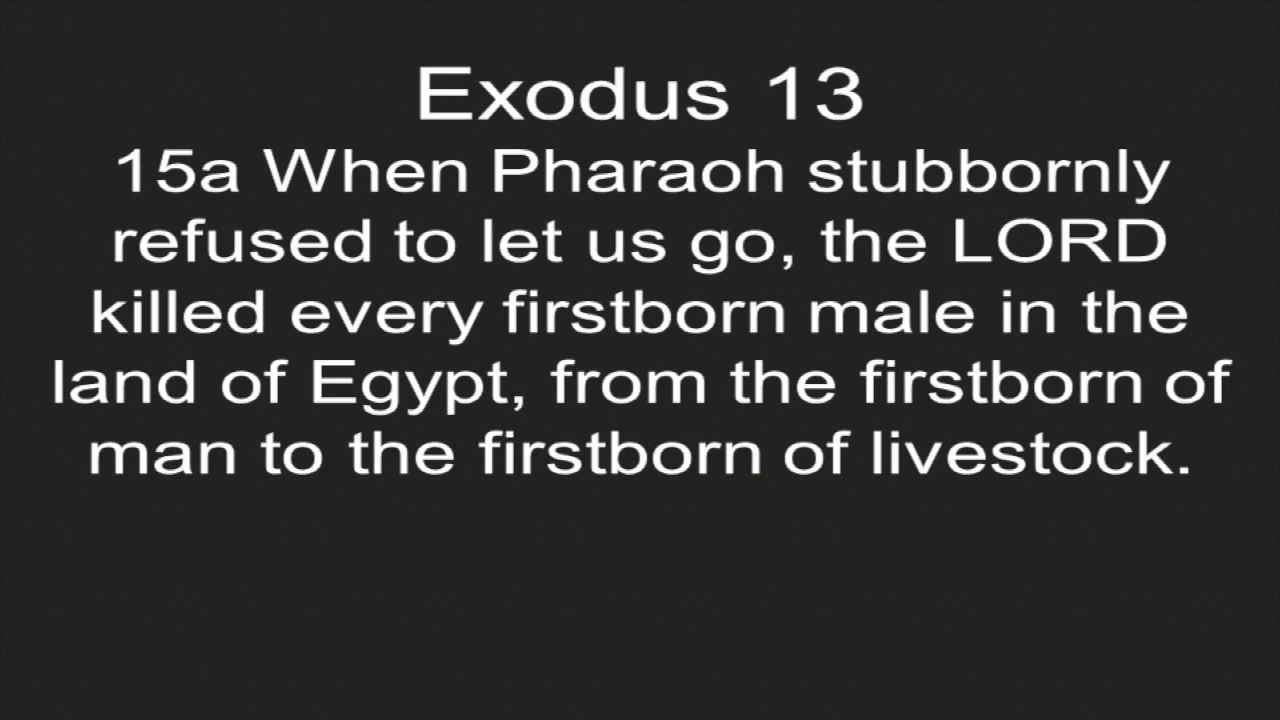 Exodus 13
15a When Pharaoh stubbornly
refused to let us go, the LORD
killed every firstborn male in the
land of Egypt, from the firstborn of
man to the firstborn of livestock.